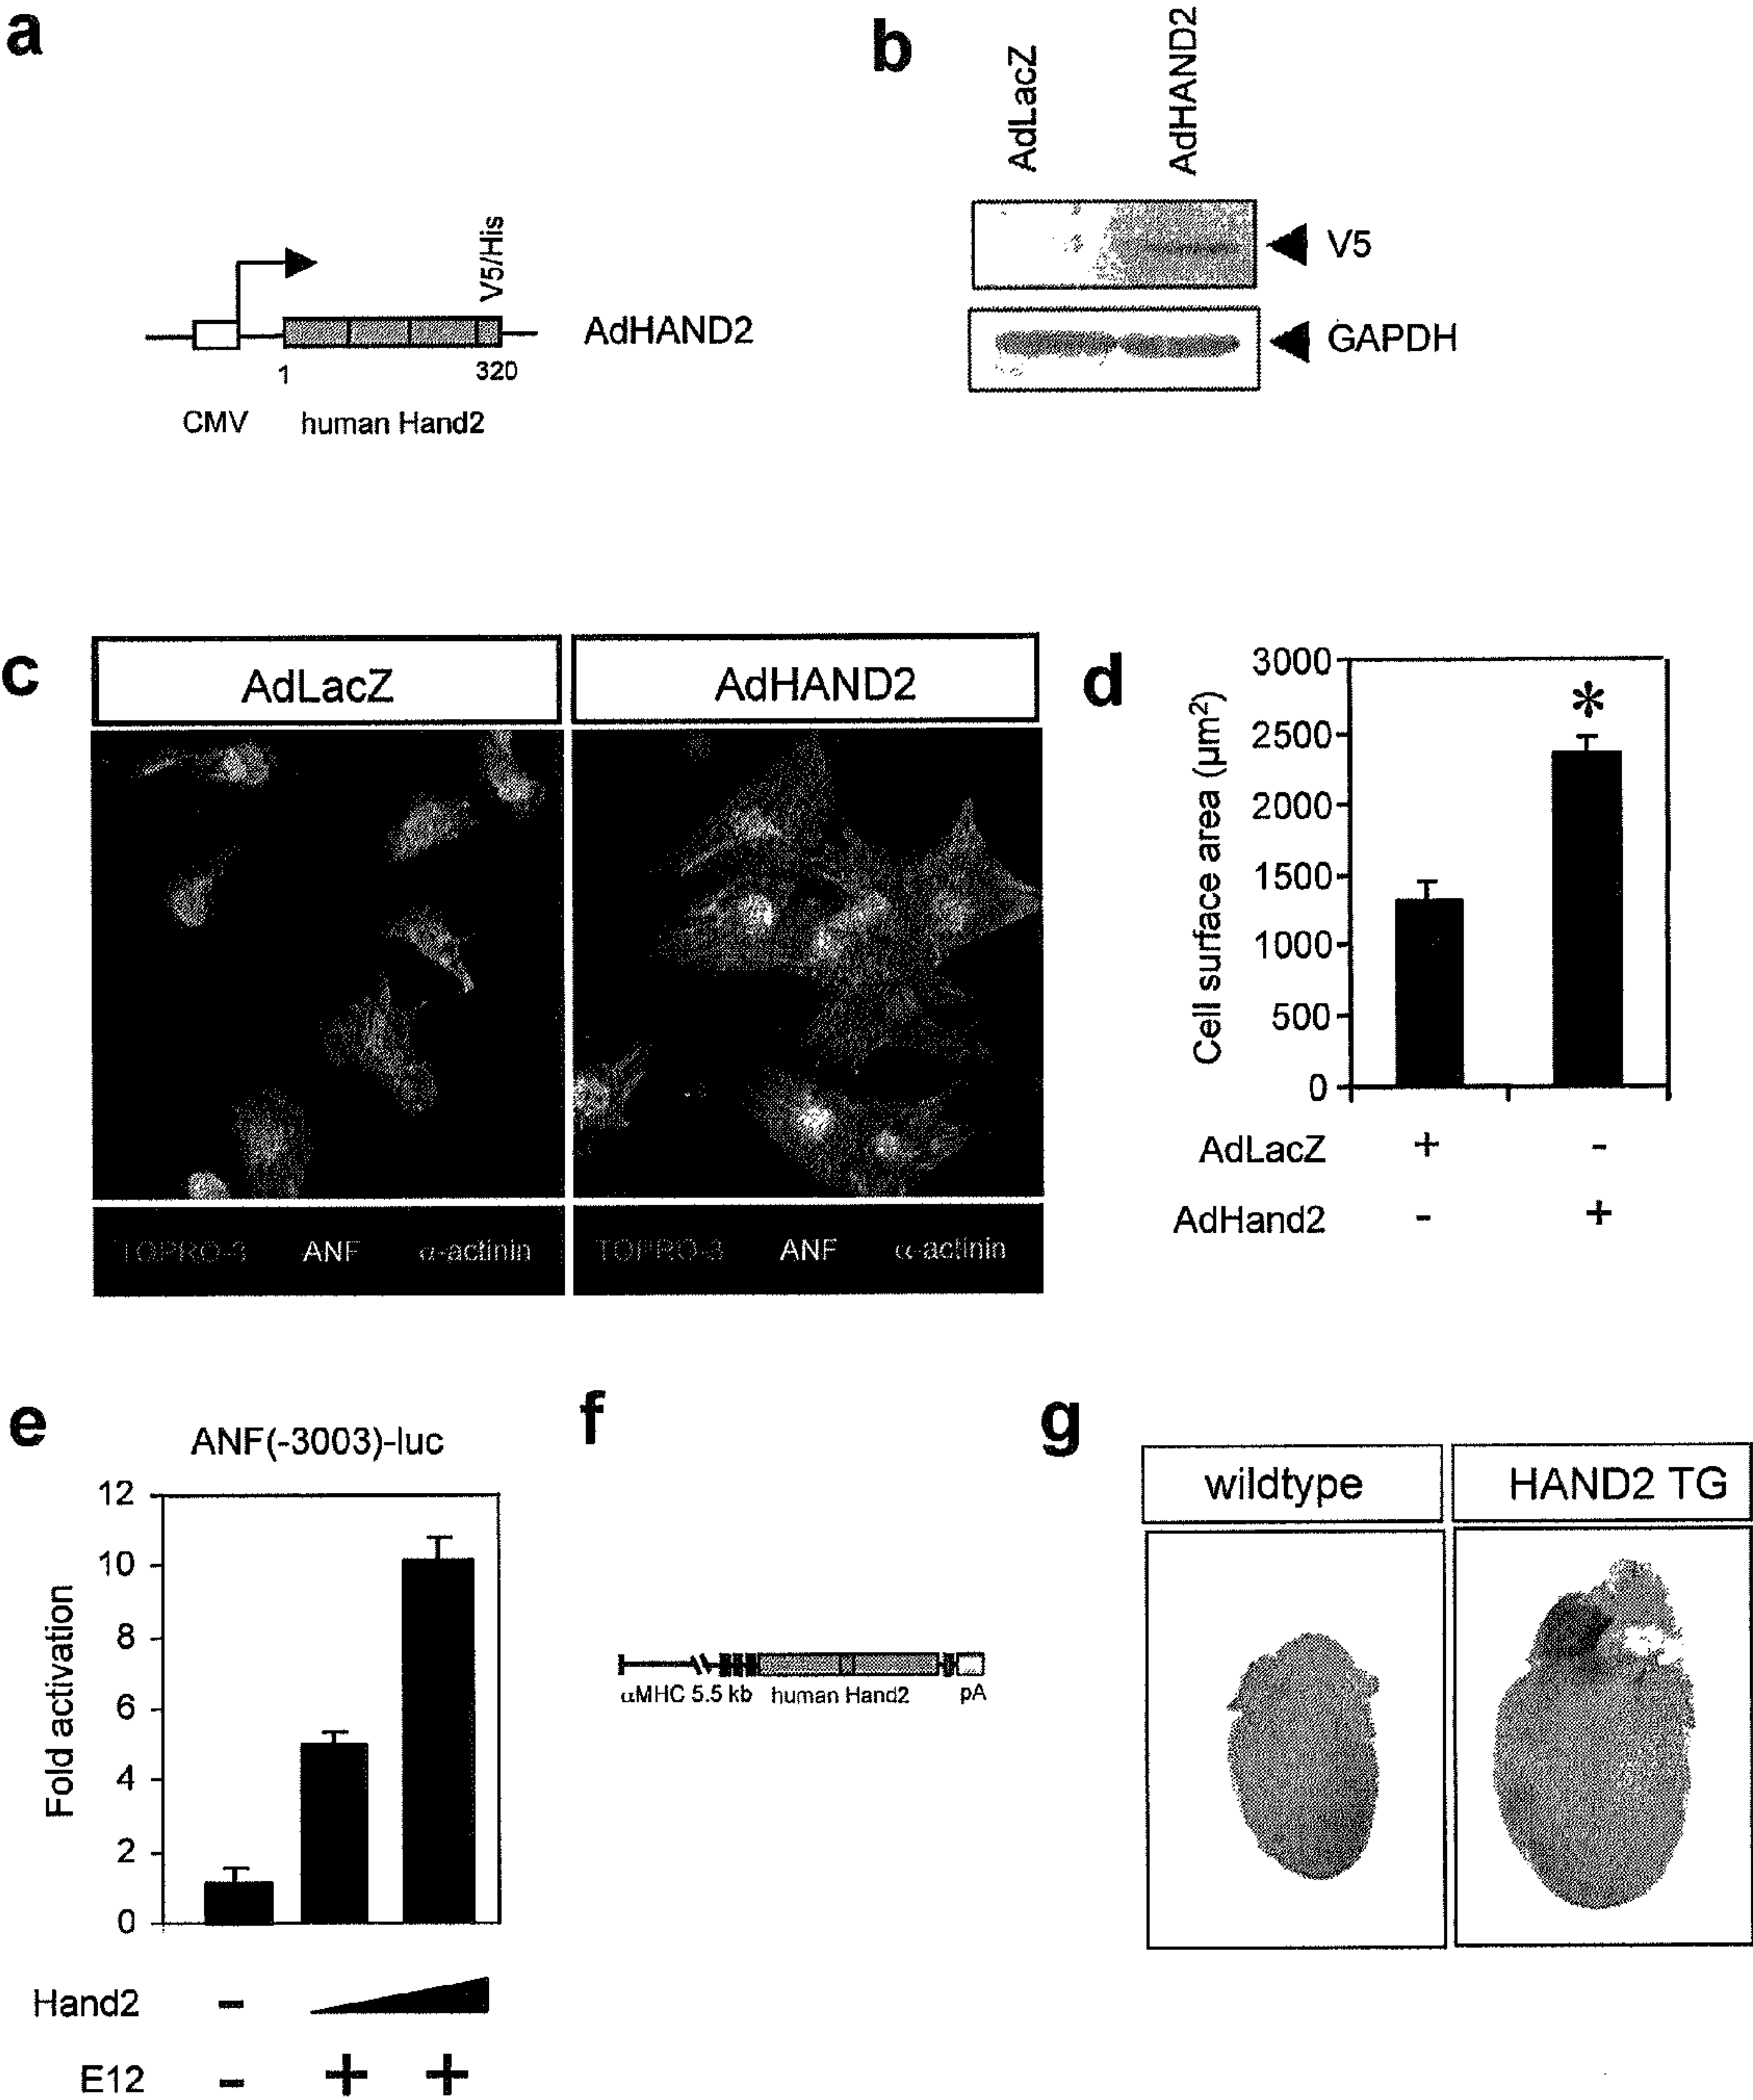 a
V5/His
AdHAND2
1 320
CMV human Hand2
b
AdLacZ AdHAND2
V5
GAPDH
c
AdLacZ AdHAND2
TOPRO-3 ANF α-actinin TOPRO-3 ANF α-actinin
d
Cell surface area (µm²)
3000
2500
2000
1500
1000
500
0
AdLacZ + -
AdHand2 - +
*
e
ANF(-3003)-luc
Fold activation
12
10
8
6
4
2
0
Hand2 -
E12 - + +
f
αMHC 5.5 kb human Hand2 pA
g
wildtype HAND2 TG